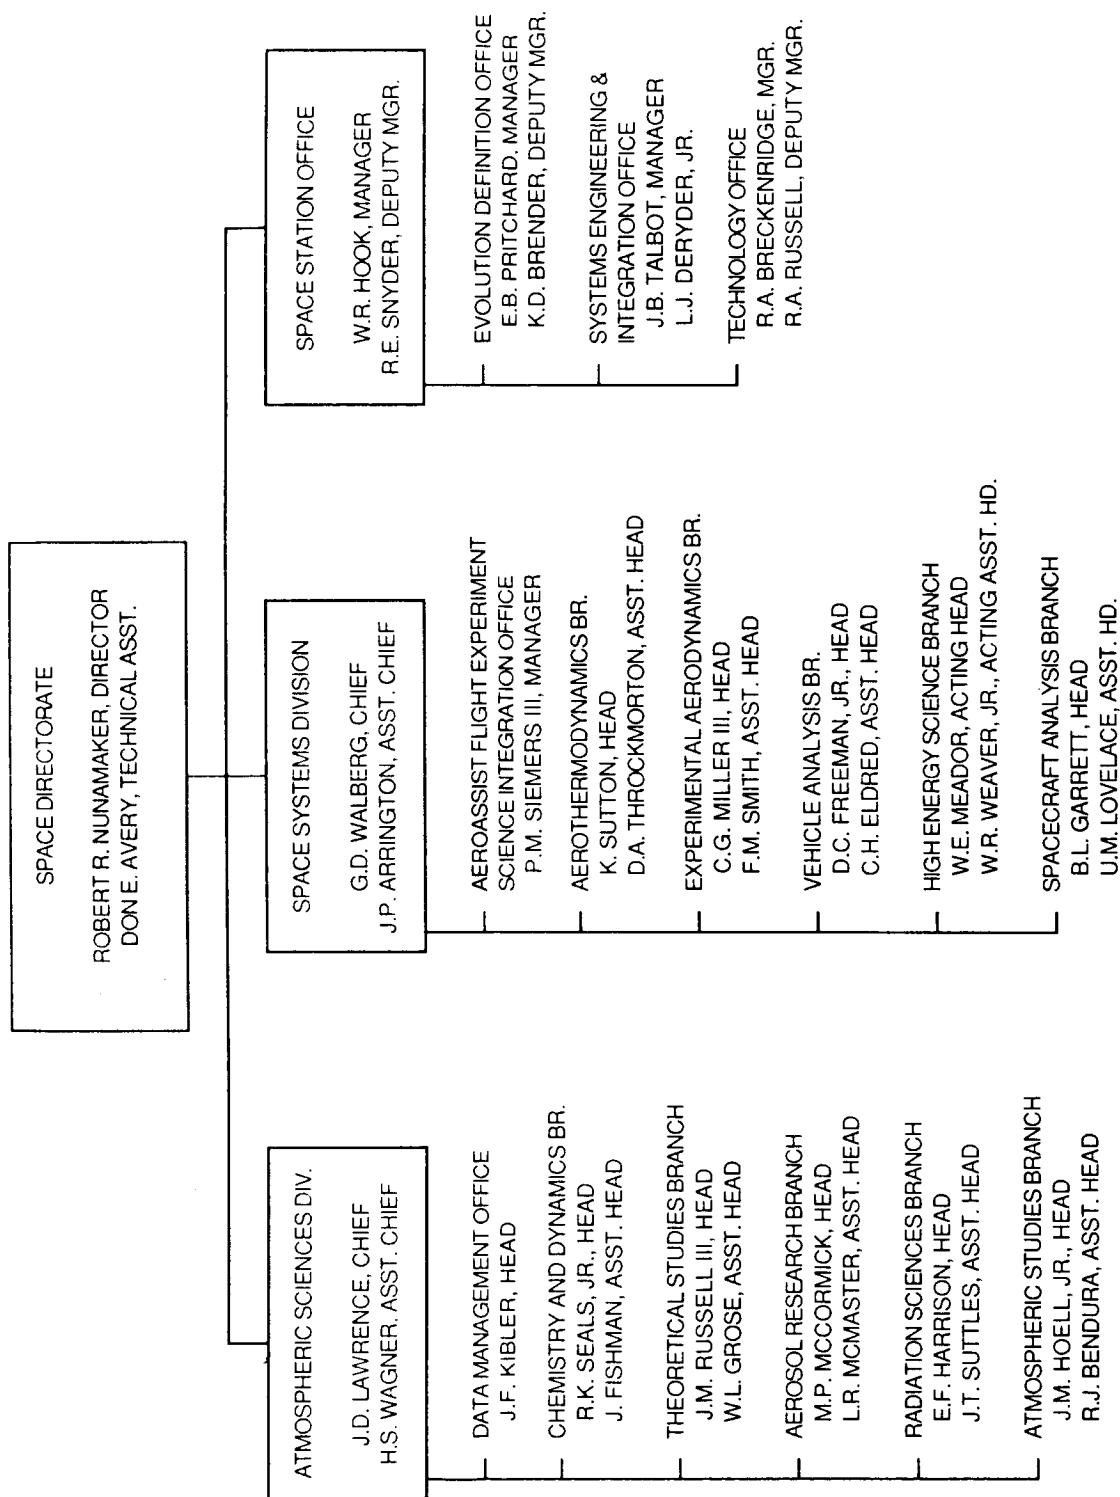 SPACE DIRECTORATE
ROBERT R. NUNAMAKER, DIRECTOR
DON E. AVERY, TECHNICAL ASST.
ATMOSPHERIC SCIENCES DIV.
J.D. LAWRENCE, CHIEF
H.S. WAGNER, ASST. CHIEF
DATA MANAGEMENT OFFICE
J.F. KIBLER, HEAD
CHEMISTRY AND DYNAMICS BR.
R.K. SEALS, JR., HEAD
J. FISHMAN, ASST. HEAD
THEORETICAL STUDIES BRANCH
J.M. RUSSELL III, HEAD
W.L. GROSE, ASST. HEAD
AEROSOL RESEARCH BRANCH
M.P. MCCORMICK, HEAD
L.R. MCMASTER, ASST. HEAD
RADIATION SCIENCES BRANCH
E.F. HARRISON, HEAD
J.T. SUTTLES, ASST. HEAD
ATMOSPHERIC STUDIES BRANCH
J.M. HOELL, JR., HEAD
R.J. BENDURA, ASST. HEAD
SPACE SYSTEMS DIVISION
G.D. WALBERG, CHIEF
J.P. ARRINGTON, ASST. CHIEF
AEROASSIST FLIGHT EXPERIMENT
SCIENCE INTEGRATION OFFICE
P.M. SIEMERS III, MANAGER
AEROTHERMODYNAMICS BR.
K. SUTTON, HEAD
D.A. THROCKMORTON, ASST. HEAD
EXPERIMENTAL AERODYNAMICS BR.
C.G. MILLER III, HEAD
F.M. SMITH, ASST. HEAD
VEHICLE ANALYSIS BR.
D.C. FREEMAN, JR., HEAD
C.H. ELDRED, ASST. HEAD
HIGH ENERGY SCIENCE BRANCH
W.E. MEADOR, ACTING HEAD
W.R. WEAVER, JR., ACTING ASST. HD.
SPACECRAFT ANALYSIS BRANCH
B.L. GARRETT, HEAD
U.M. LOVELACE, ASST. HD.
SPACE STATION OFFICE
W.R. HOOK, MANAGER
R.E. SNYDER, DEPUTY MGR.
EVOLUTION DEFINITION OFFICE
E.B. PRITCHARD, MANAGER
K.D. BRENDER, DEPUTY MGR.
SYSTEMS ENGINEERING &
INTEGRATION OFFICE
J.B. TALBOT, MANAGER
L.J. DERYDER, JR.
TECHNOLOGY OFFICE
R.A. BRECKENRIDGE, MGR.
R.A. RUSSELL, DEPUTY MGR.